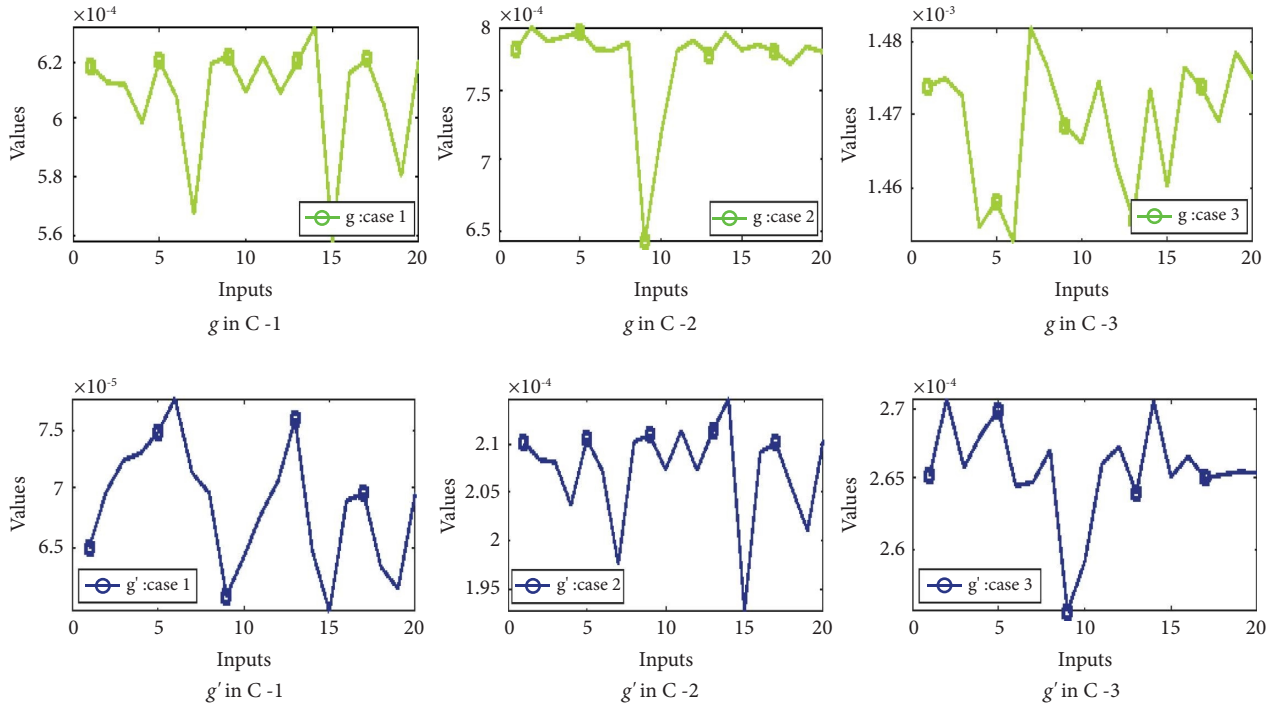 ×10-4
Values
6.2
6
5.8
5.6
0
5
10
15
20
g :case 1
Inputs
g in C -1
×10-4
Values
8
7.5
7
6.5
0
5
10
15
20
g :case 2
Inputs
g in C -2
×10-3
Values
1.48
1.47
1.46
0
5
10
15
20
g :case 3
Inputs
g in C -3
×10-5
Values
7.5
7
6.5
0
5
10
15
20
g' :case 1
Inputs
g' in C -1
×10-4
Values
2.1
2.05
2
1.95
0
5
10
15
20
g' :case 2
Inputs
g' in C -2
×10-4
Values
2.7
2.65
2.6
0
5
10
15
20
g' :case 3
Inputs
g' in C -3